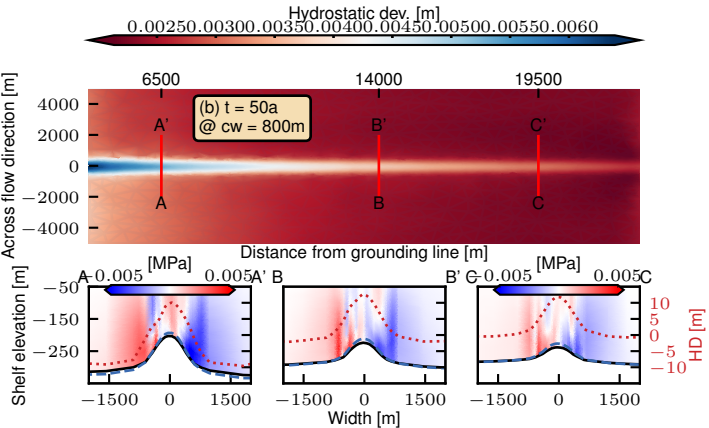 Hydrostatic dev. [m]
0.0025 0.0030 0.0035 0.0040 0.0045 0.0050 0.0055 0.0060
6500 14000 19500
Across flow direction [m]
4000
2000
0
−2000
−4000
(b) t = 50a
@ cw = 800m
A' B' C'
A B C
Distance from grounding line [m]
[MPa] [MPa]
−0.005 0.005 −0.005 0.005
A A' B B' C C
Shelf elevation [m]
−50
−150
−250
10
5
0
−5
−10
HD [m]
−1500 0 1500 −1500 0 1500 −1500 0 1500
Width [m]